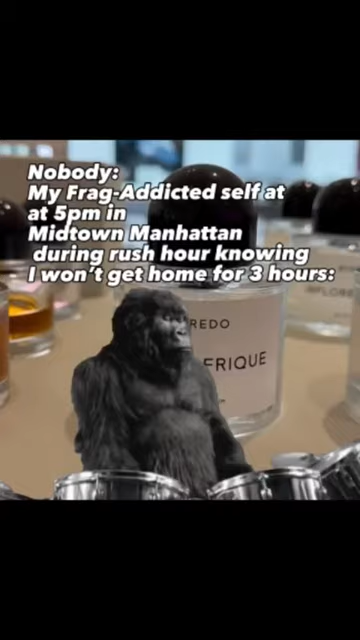 Nobody:
My Frag-Addicted self at
at 5pm in
Midtown Manhattan
during rush hour knowing
I won't get home for 3 hours:
REDO
FRIQUE